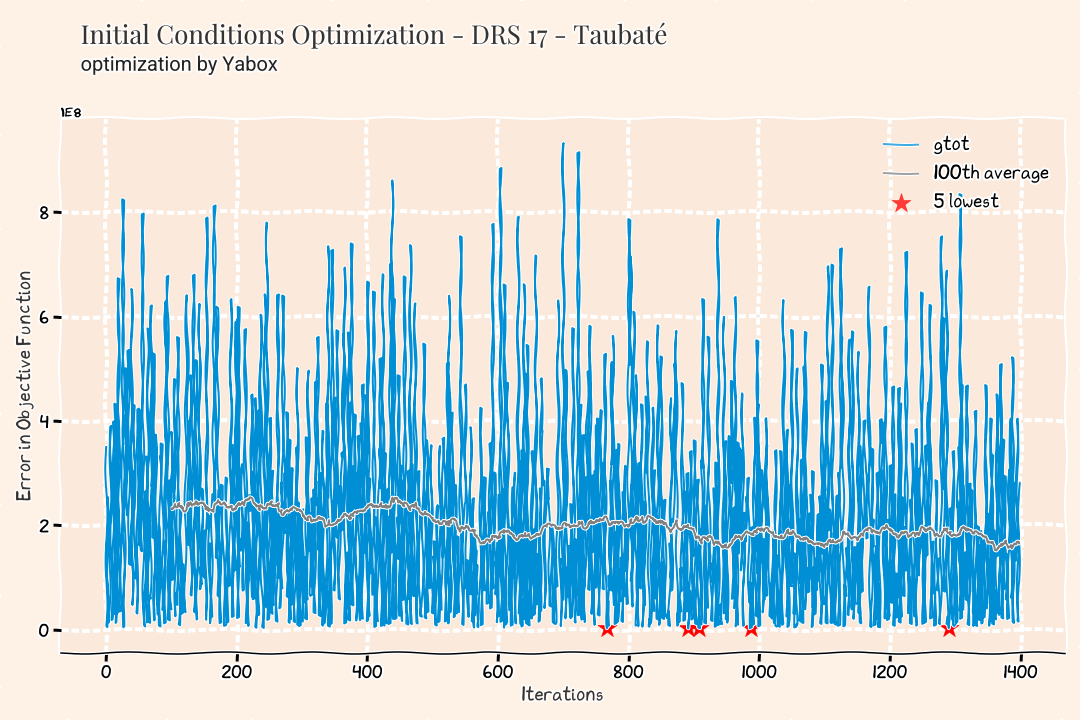 Initial Conditions Optimization - DRS 17 - Taubaté
optimization by Yabox
1E8
gtot
100th average
5 lowest
8
6
4
2
0
Error in Objective Function
0 200 400 600 800 1000 1200 1400
Iterations